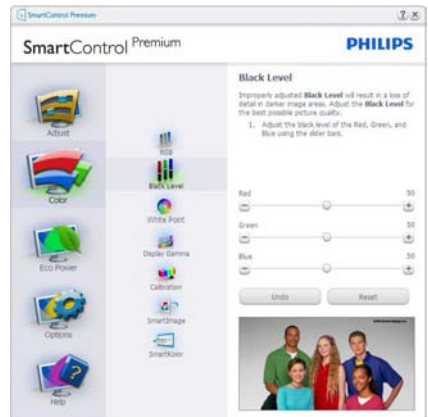 SmartControl Premium
SmartControl Premium
PHILIPS
Adjust
Color
Eco Power
Options
Help
RGB
Black Level
White Point
Display Gamma
Calibration
SmartImage
SmartKolor
Black Level
Improperly adjusted Black Level will result in a loss of
detail in darker image areas. Adjust the Black Level for
the best possible picture quality.
1. Adjust the black level of the Red, Green, and
Blue using the slider bars.
Red 50
Green 50
Blue 50
Undo Reset